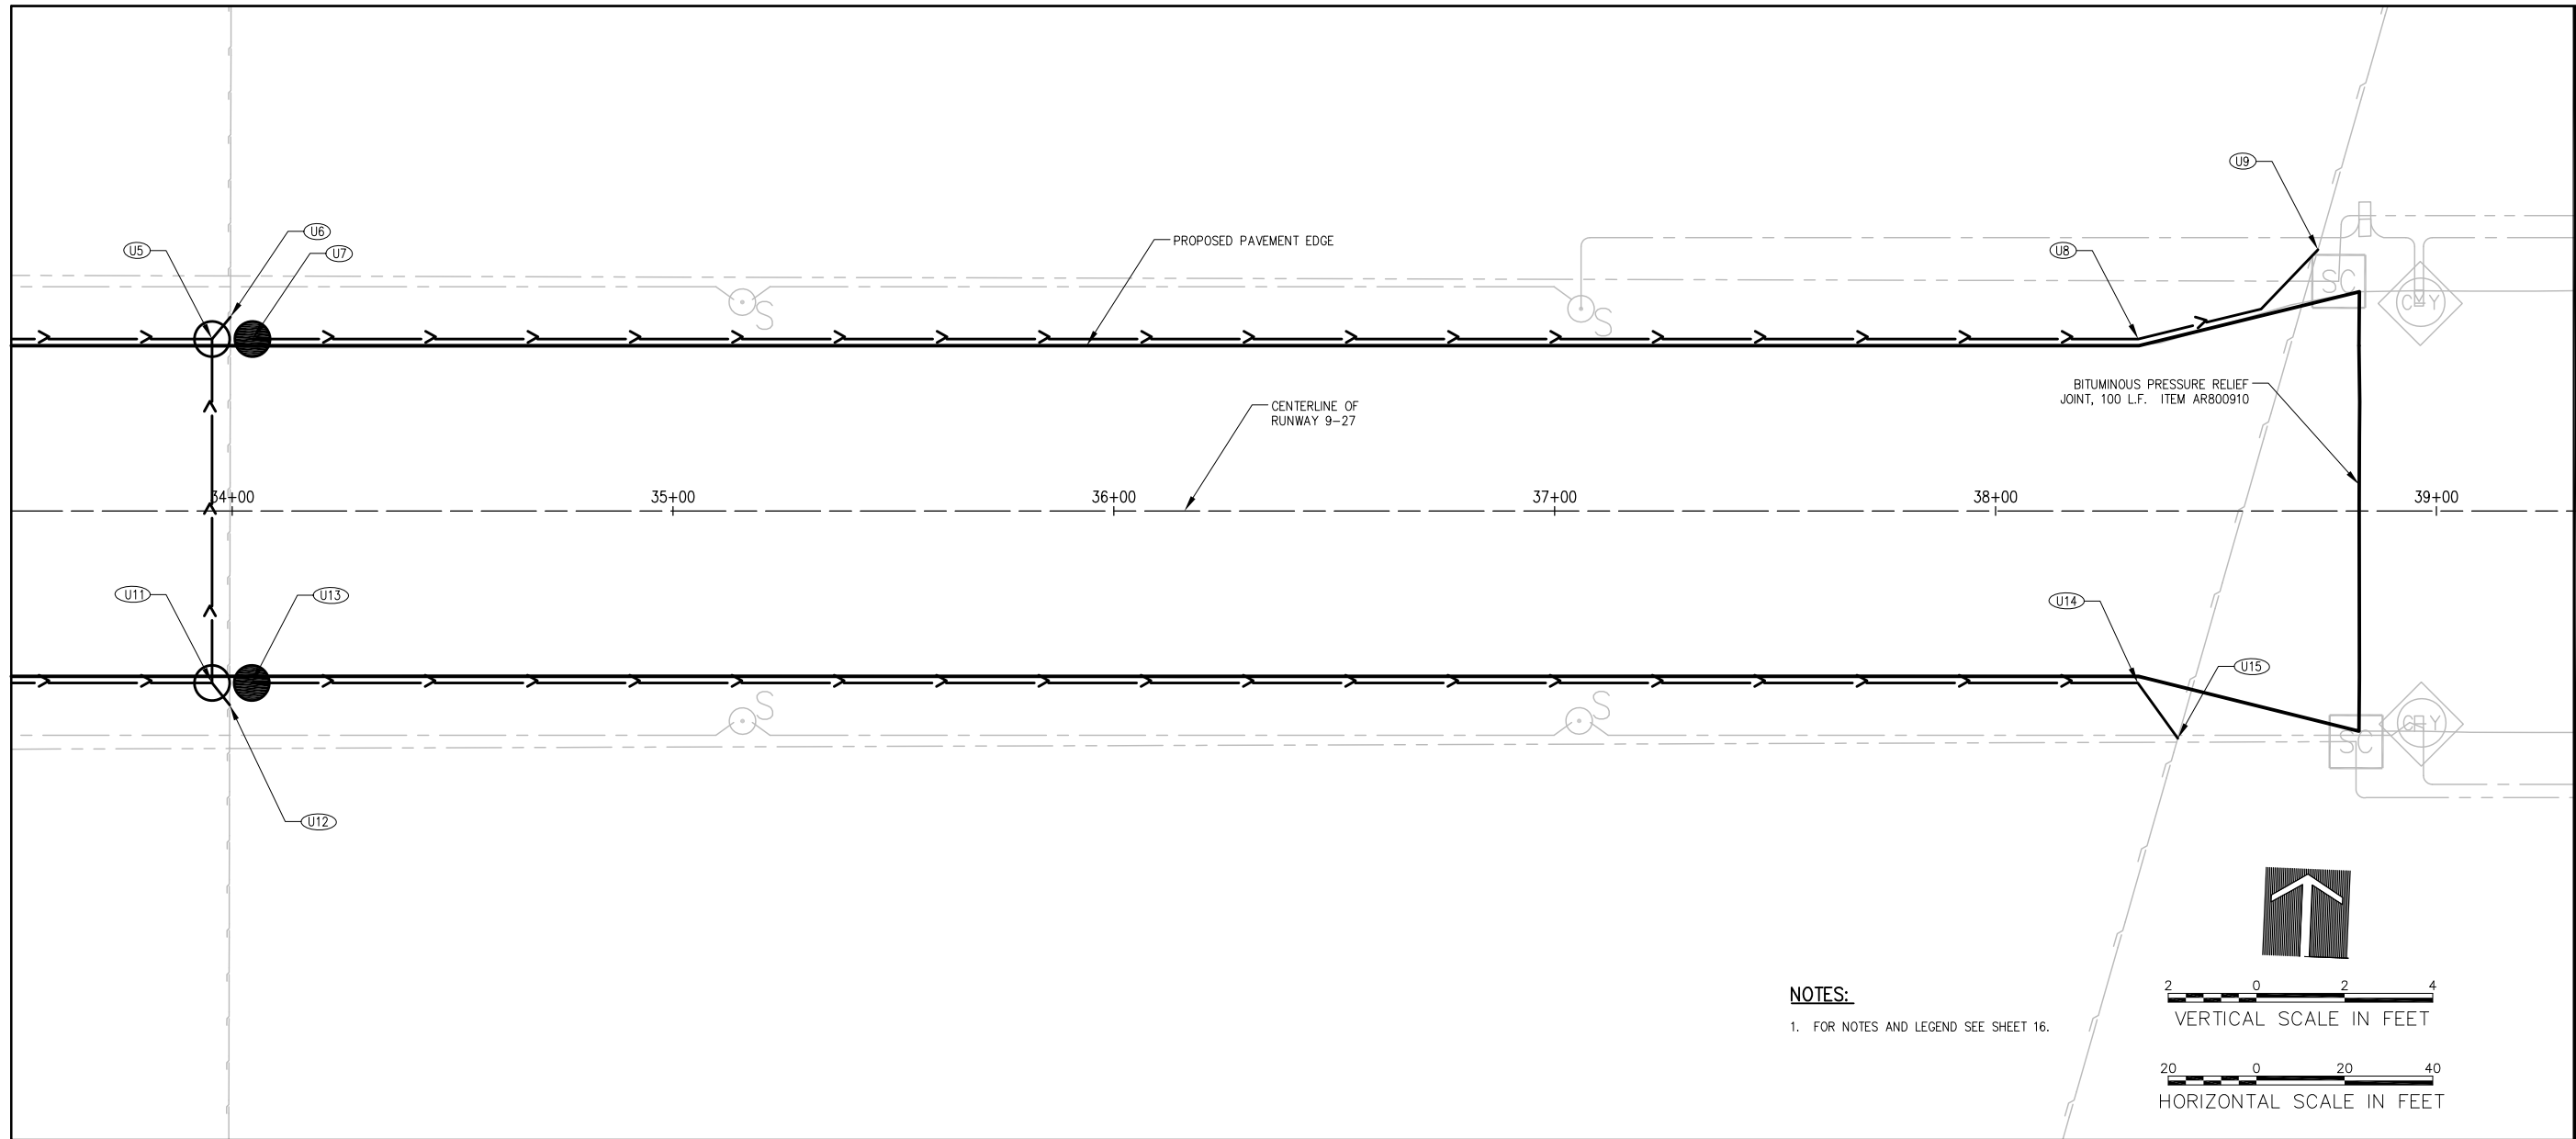 U9
U6
U5
U7
PROPOSED PAVEMENT EDGE
U8
SC
S
S
BITUMINOUS PRESSURE RELIEF
JOINT, 100 L.F. ITEM AR800910
CENTERLINE OF
RUNWAY 9-27
34+00
35+00
36+00
37+00
38+00
39+00
U11
U13
U14
U15
S
S
SC
U12
NOTES:
1. FOR NOTES AND LEGEND SEE SHEET 16.
2 0 2 4
VERTICAL SCALE IN FEET
20 0 20 40
HORIZONTAL SCALE IN FEET